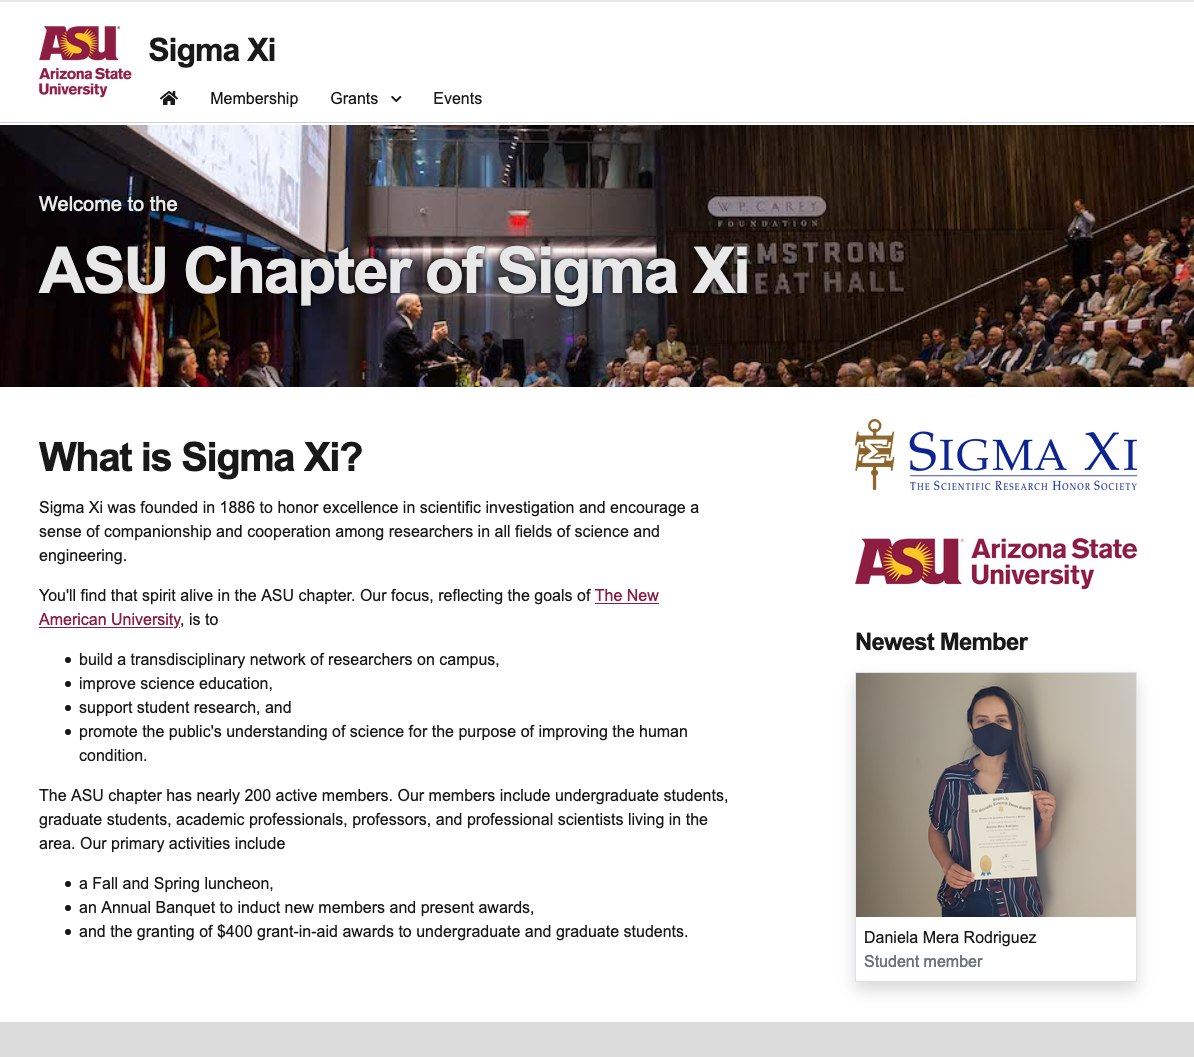 ASU
Arizona State
University
Sigma Xi
Membership
Grants
Events
Welcome to the
ASU Chapter of Sigma Xi
W. P. CAREY
FOUNDATION
HALL
What is Sigma Xi?
Sigma Xi was founded in 1886 to honor excellence in scientific investigation and encourage a
sense of companionship and cooperation among researchers in all fields of science and
engineering.
You'll find that spirit alive in the ASU chapter. Our focus, reflecting the goals of The New
American University, is to
build a transdisciplinary network of researchers on campus,
improve science education,
support student research, and
promote the public's understanding of science for the purpose of improving the human
condition.
The ASU chapter has nearly 200 active members. Our members include undergraduate students,
graduate students, academic professionals, professors, and professional scientists living in the
area. Our primary activities include
a Fall and Spring luncheon,
an Annual Banquet to induct new members and present awards,
and the granting of $400 grant-in-aid awards to undergraduate and graduate students.
SIGMA XI
THE SCIENTIFIC RESEARCH HONOR SOCIETY
ASU
Arizona State
University
Newest Member
Daniela Mera Rodriguez
Student member